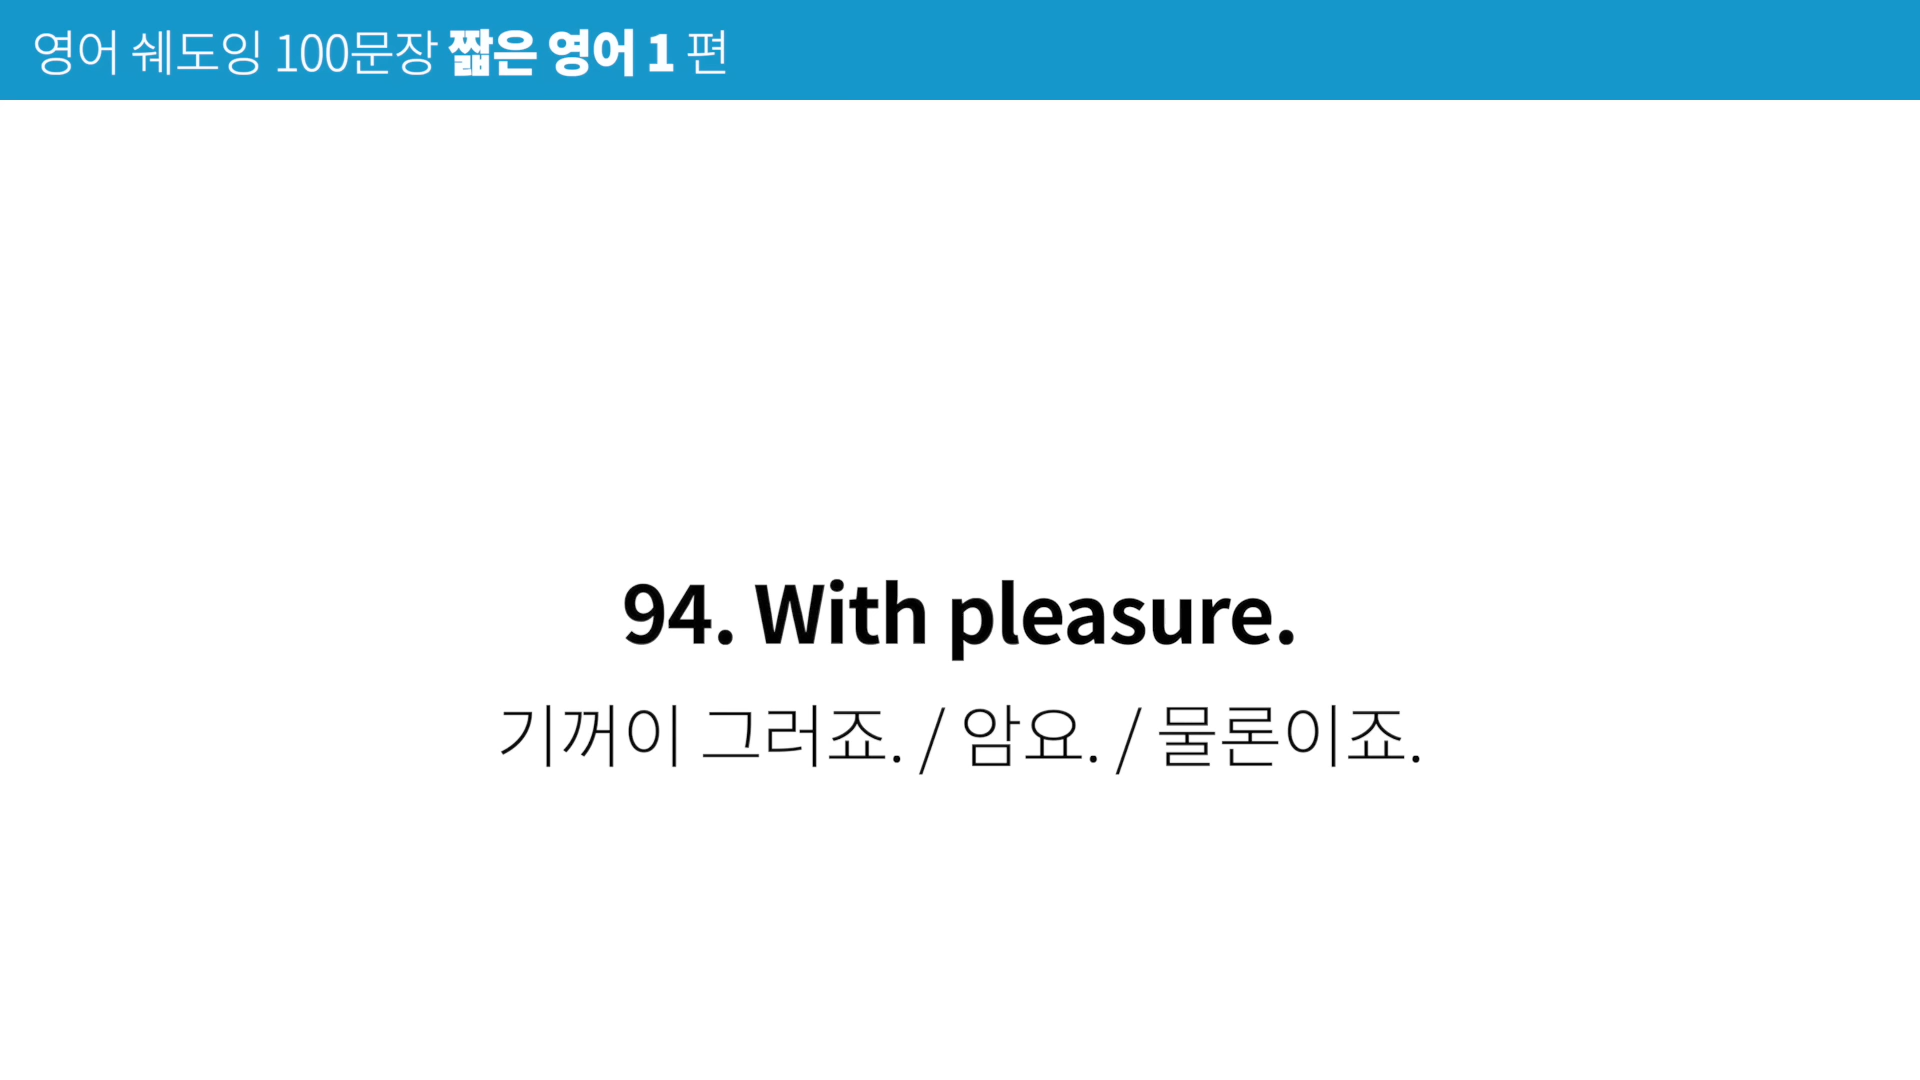 영어 쉐도잉 100문장 짧은 영어 1 편
94. With pleasure.
기꺼이 그러죠. / 암요. / 물론이죠.